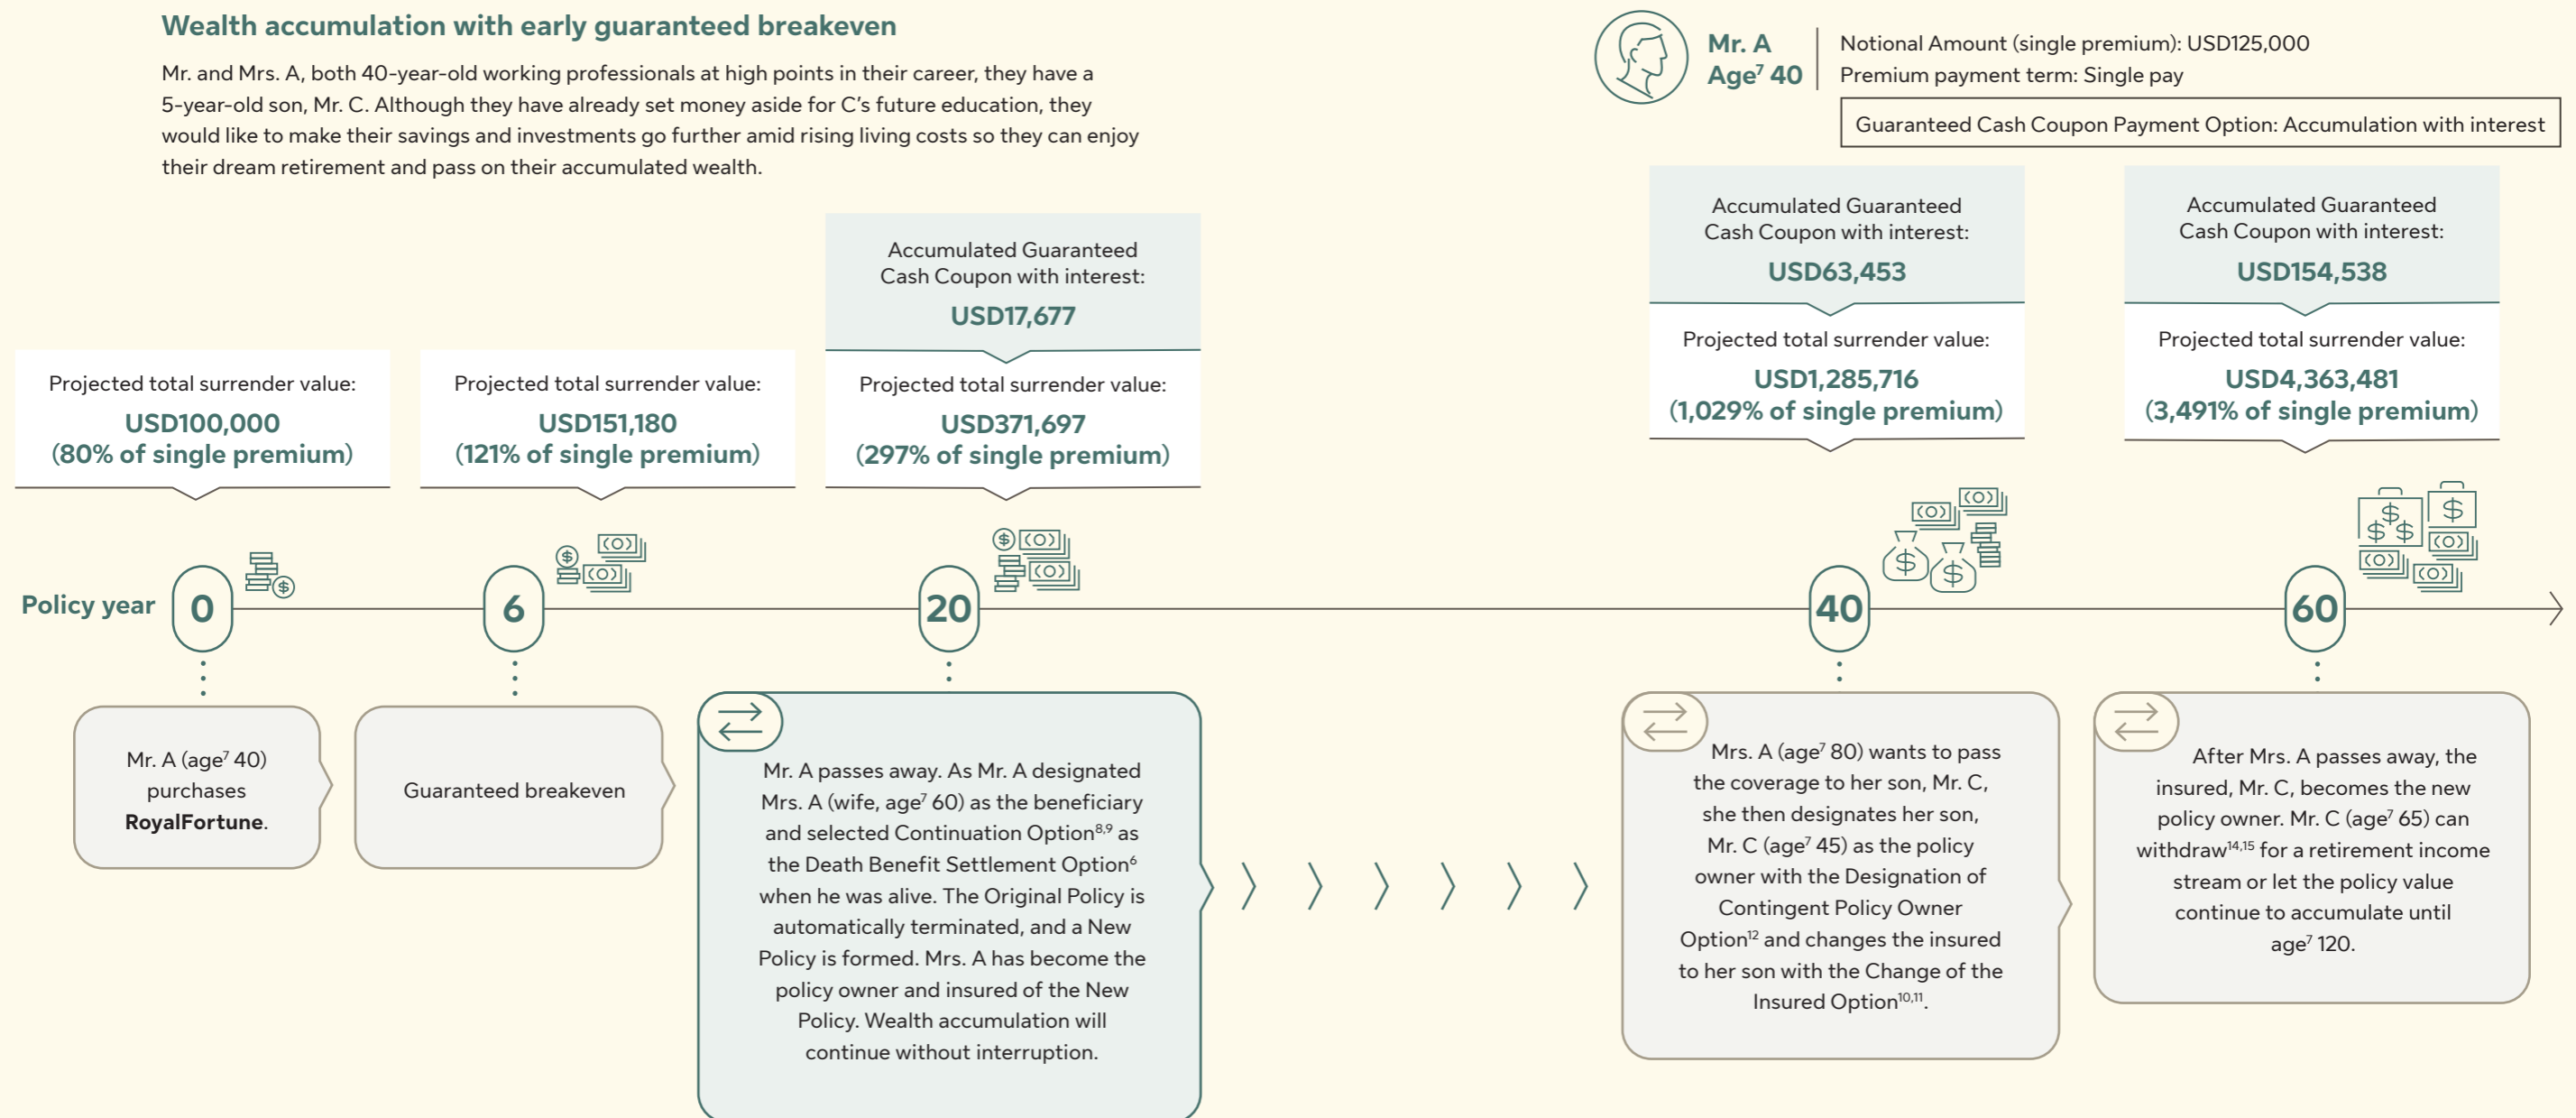 Wealth accumulation with early guaranteed breakeven
Mr. and Mrs. A, both 40-year-old working professionals at high points in their career, they have a
5-year-old son, Mr. C. Although they have already set money aside for C's future education, they
would like to make their savings and investments go further amid rising living costs so they can enjoy
their dream retirement and pass on their accumulated wealth.
Mr. A
Age⁷ 40
Notional Amount (single premium): USD125,000
Premium payment term: Single pay
Guaranteed Cash Coupon Payment Option: Accumulation with interest
Projected total surrender value:
USD100,000
(80% of single premium)
Projected total surrender value:
USD151,180
(121% of single premium)
Accumulated Guaranteed
Cash Coupon with interest:
USD17,677
Projected total surrender value:
USD371,697
(297% of single premium)
Accumulated Guaranteed
Cash Coupon with interest:
USD63,453
Projected total surrender value:
USD1,285,716
(1,029% of single premium)
Accumulated Guaranteed
Cash Coupon with interest:
USD154,538
Projected total surrender value:
USD4,363,481
(3,491% of single premium)
Policy year
0
6
20
40
60
Mr. A (age⁷ 40)
purchases
RoyalFortune.
Guaranteed breakeven
Mr. A passes away. As Mr. A designated
Mrs. A (wife, age⁷ 60) as the beneficiary
and selected Continuation Option⁸,⁹ as
the Death Benefit Settlement Option⁶
when he was alive. The Original Policy is
automatically terminated, and a New
Policy is formed. Mrs. A has become the
policy owner and insured of the New
Policy. Wealth accumulation will
continue without interruption.
Mrs. A (age⁷ 80) wants to pass
the coverage to her son, Mr. C,
she then designates her son,
Mr. C (age⁷ 45) as the policy
owner with the Designation of
Contingent Policy Owner
Option¹² and changes the insured
to her son with the Change of the
Insured Option¹⁰,¹¹.
After Mrs. A passes away, the
insured, Mr. C, becomes the new
policy owner. Mr. C (age⁷ 65) can
withdraw¹⁴,¹⁵ for a retirement income
stream or let the policy value
continue to accumulate until
age⁷ 120.